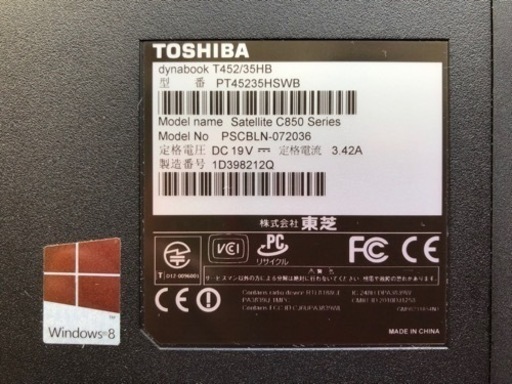 TOSHIBA
dynabook T452/35HB
型 番 PT45235HSWB
Model name Satellite C850 Series
Model No PSCBLN-072036
定格電圧 DC 19V 定格電流 3.42A
製造番号 1D398212Q
株式会社 東芝
VCI
PC
リサイクル
FC
CE
MADE IN CHINA
Windows 8